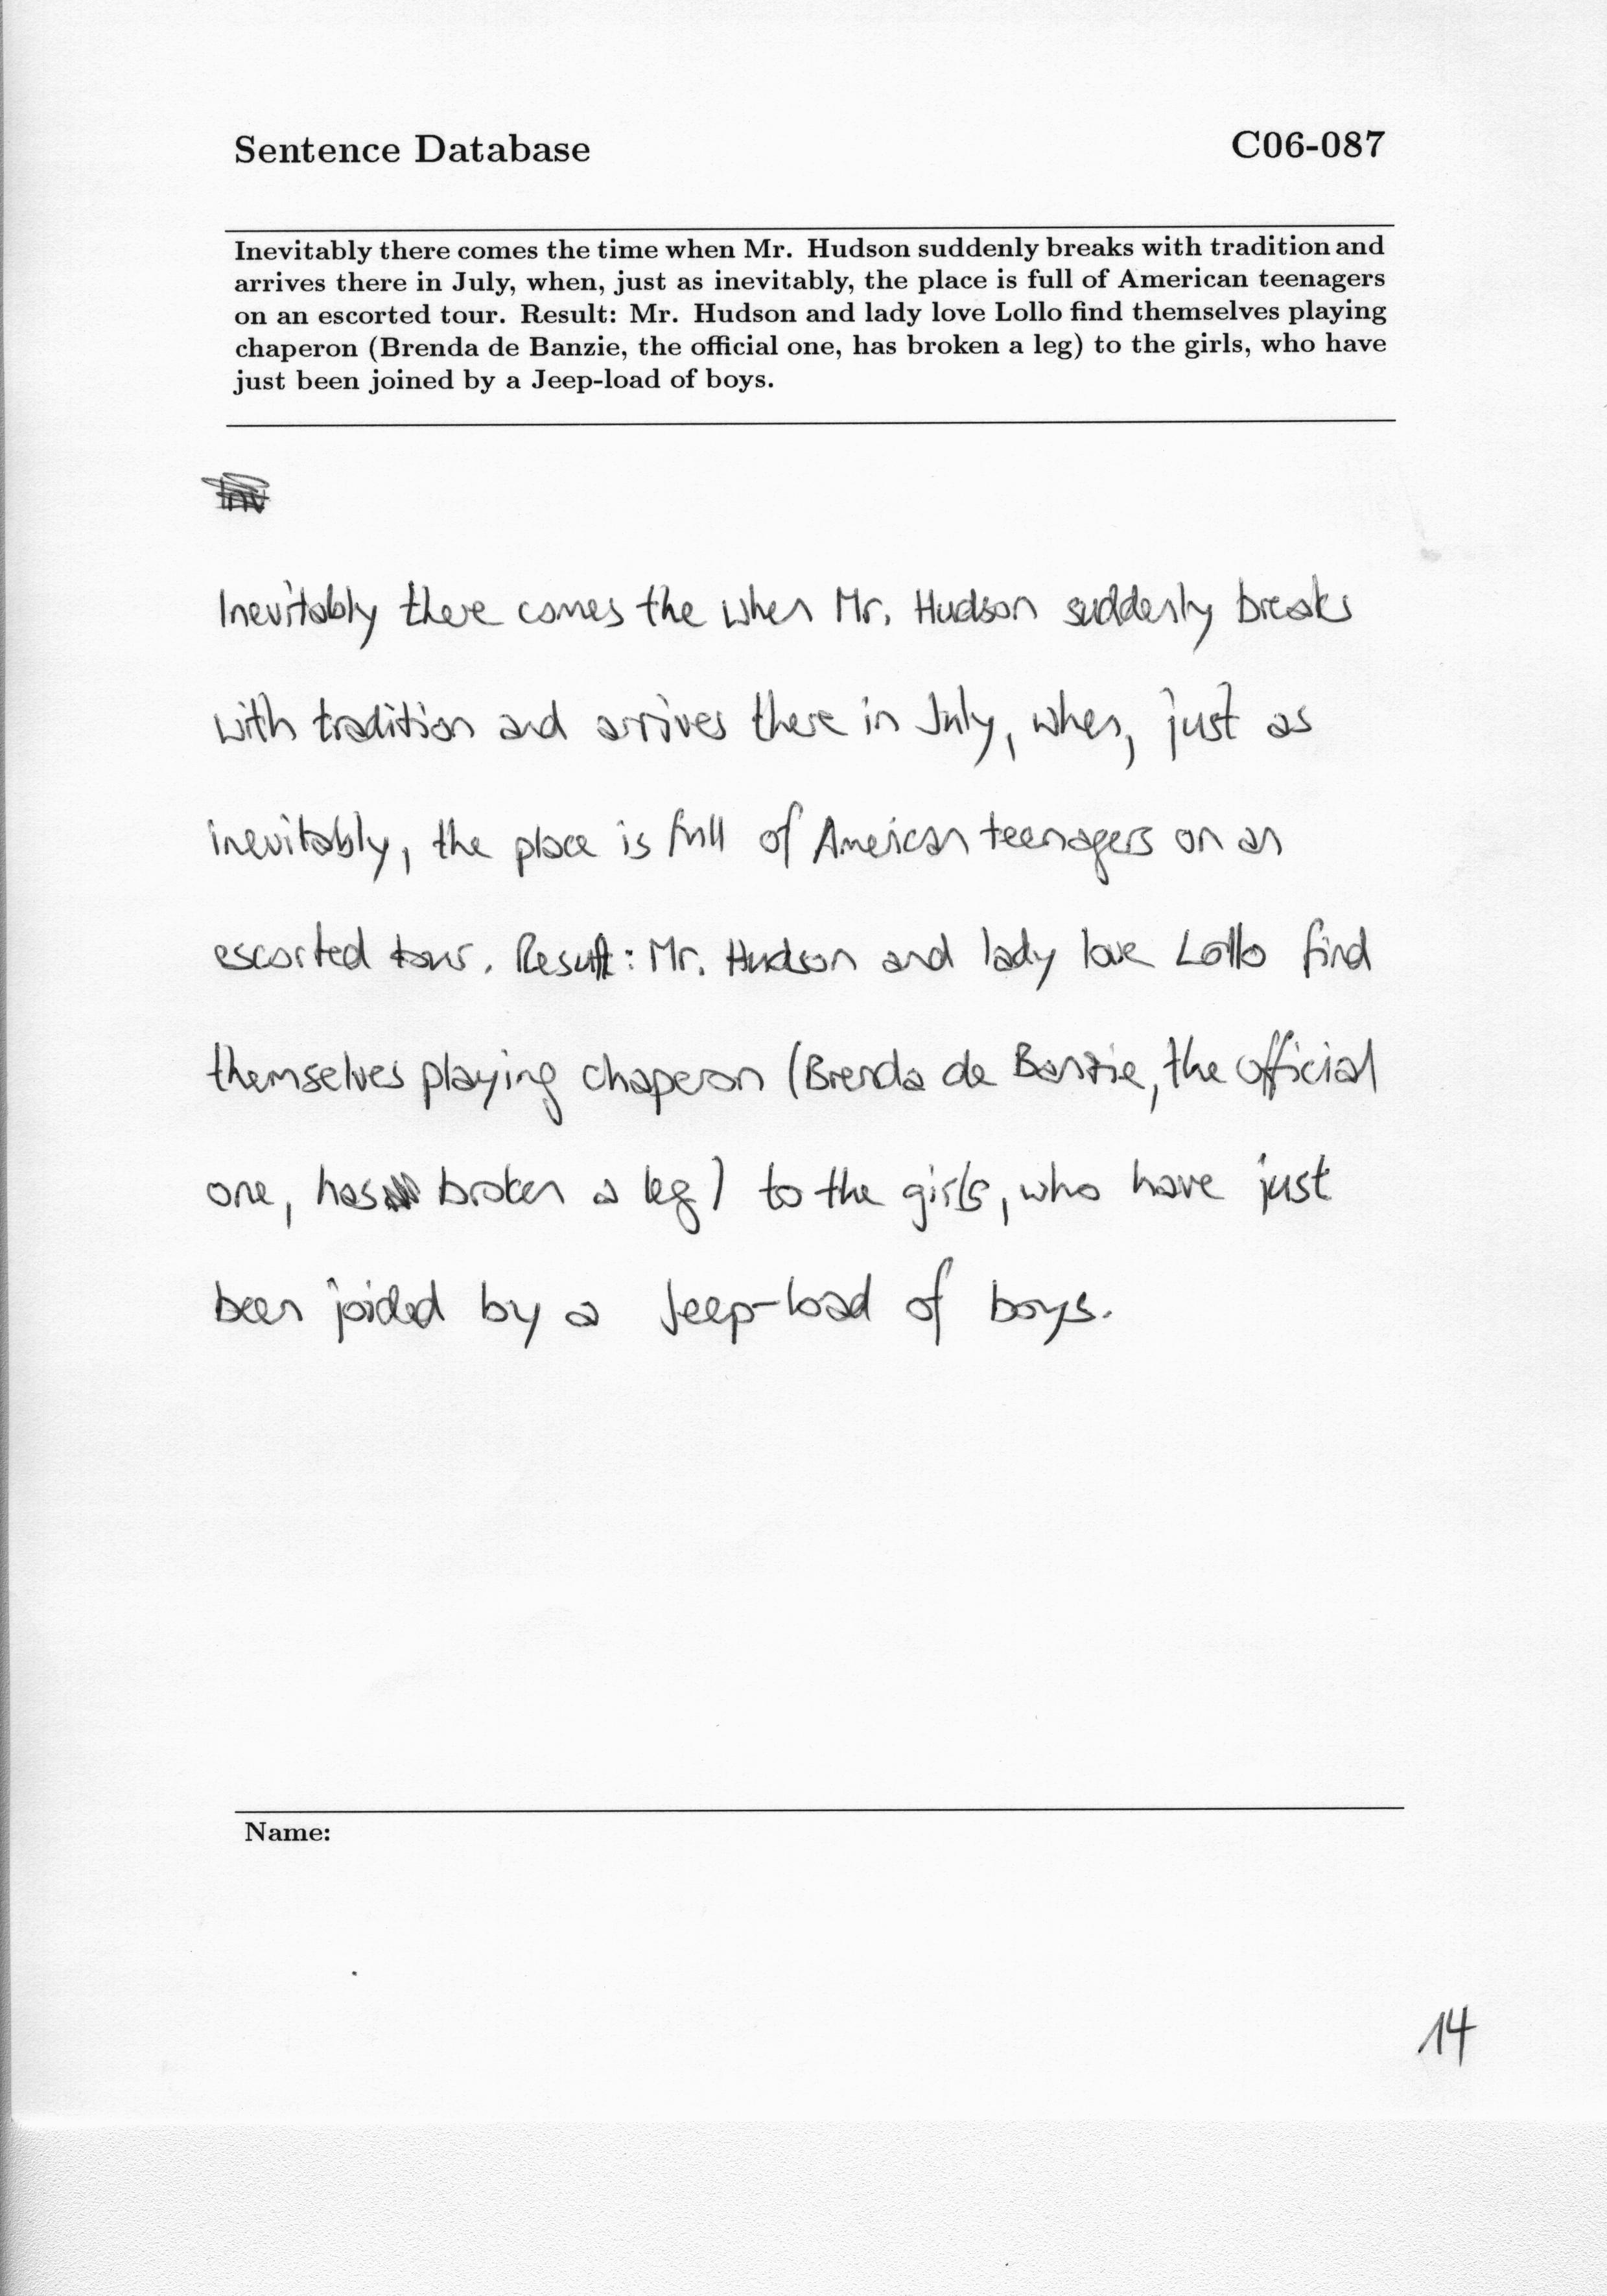 Sentence Database C06-087
Inevitably there comes the time when Mr. Hudson suddenly breaks with tradition and
arrives there in July, when, just as inevitably, the place is full of American teenagers
on an escorted tour. Result: Mr. Hudson and lady love Lollo find themselves playing
chaperon (Brenda de Banzie, the official one, has broken a leg) to the girls, who have
just been joined by a Jeep-load of boys.
Inevitably there comes the when Mr. Hudson suddenly breaks
with tradition and arrives there in July, when, just as
inevitably, the place is full of American teenagers on an
escorted tour. Result: Mr. Hudson and lady love Lollo find
themselves playing chaperon (Brenda de Banzie, the official
one, has broken a leg) to the girls, who have just
been joided by a Jeep-load of boys.
Name:
14